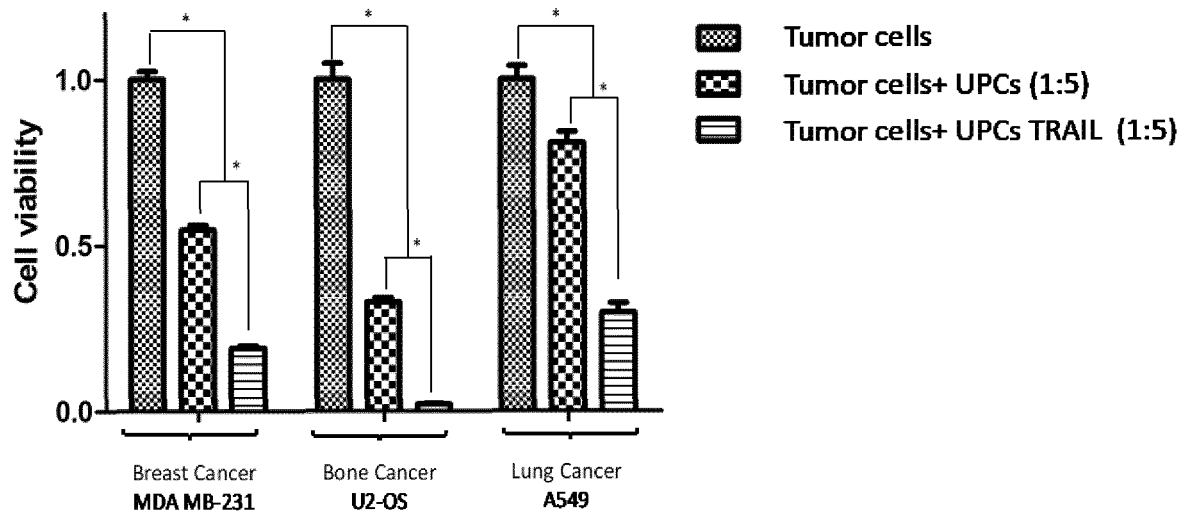 Cell viability
1.0
0.5
0.0
*
*
*
*
*
*
Tumor cells
Tumor cells+ UPCs (1:5)
Tumor cells+ UPCs TRAIL (1:5)
Breast Cancer
MDA MB-231
Bone Cancer
U2-OS
Lung Cancer
A549